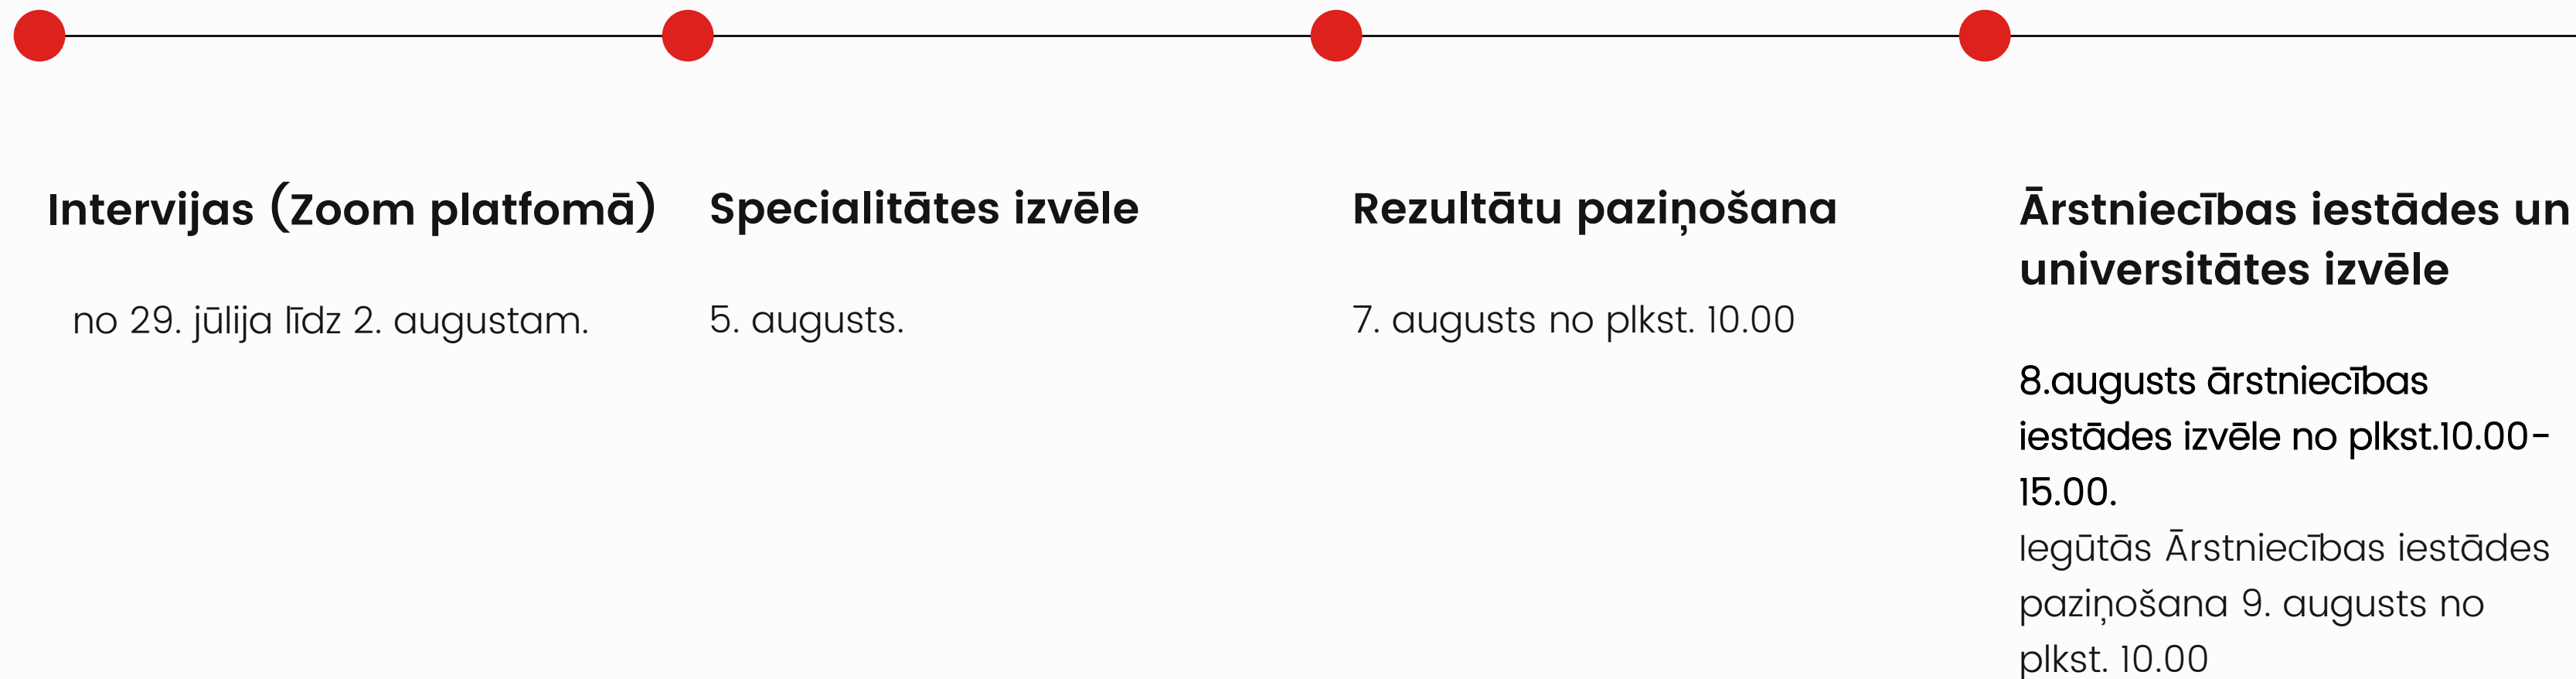 Intervijas (Zoom platfomā)
no 29. jūlija līdz 2. augustam.
Specialitātes izvēle
5. augusts.
Rezultātu paziņošana
7. augusts no plkst. 10.00
Ārstniecības iestādes un
universitātes izvēle
8.augusts ārstniecības
iestādes izvēle no plkst.10.00-
15.00.
Iegūtās Ārstniecības iestādes
paziņošana 9. augusts no
plkst. 10.00